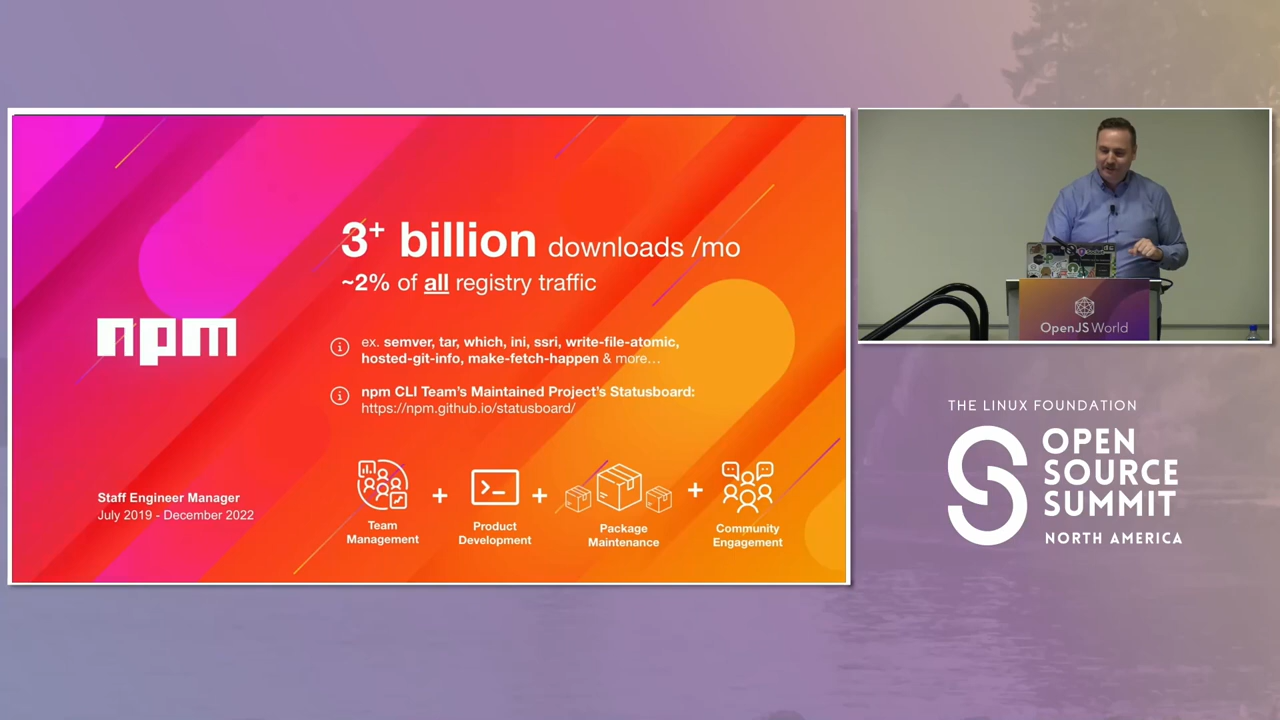 npm
Staff Engineer Manager
July 2019 - December 2022
3+ billion downloads /mo
~2% of all registry traffic
ex. semver, tar, which, ini, ssri, write-file-atomic,
hosted-git-info, make-fetch-happen & more…
npm CLI Team's Maintained Project's Statusboard:
https://npm.github.io/statusboard/
Team
Management
+
Product
Development
+
Package
Maintenance
+
Community
Engagement
OpenJS World
THE LINUX FOUNDATION
OPEN
SOURCE
SUMMIT
NORTH AMERICA